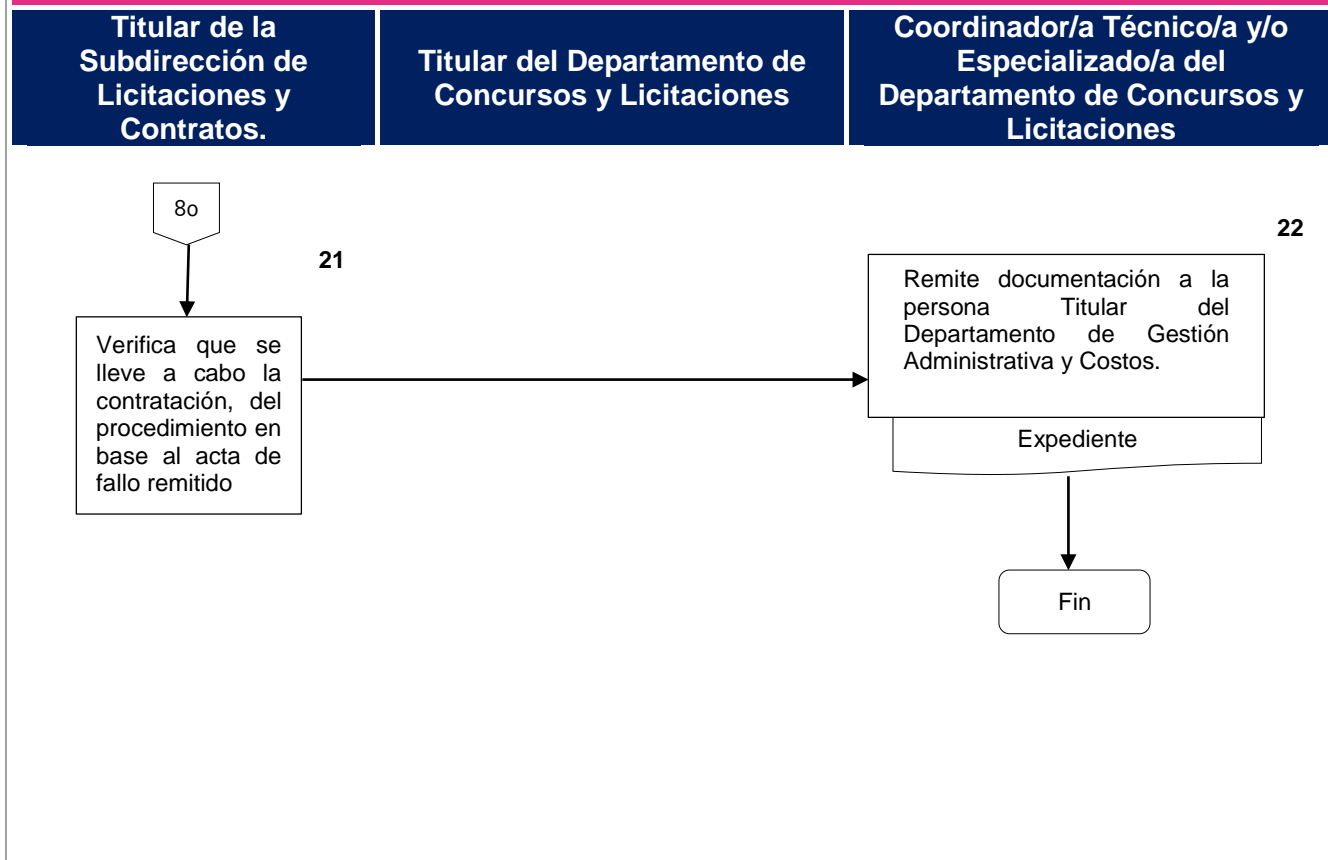 Titular de la
Subdirección de
Licitaciones y
Contratos.
Titular del Departamento de
Concursos y Licitaciones
Coordinador/a Técnico/a y/o
Especializado/a del
Departamento de Concursos y
Licitaciones
8o
21
Verifica que se
lleve a cabo la
contratación, del
procedimiento en
base al acta de
fallo remitido
22
Remite documentación a la
persona Titular del
Departamento de Gestión
Administrativa y Costos.
Expediente
Fin